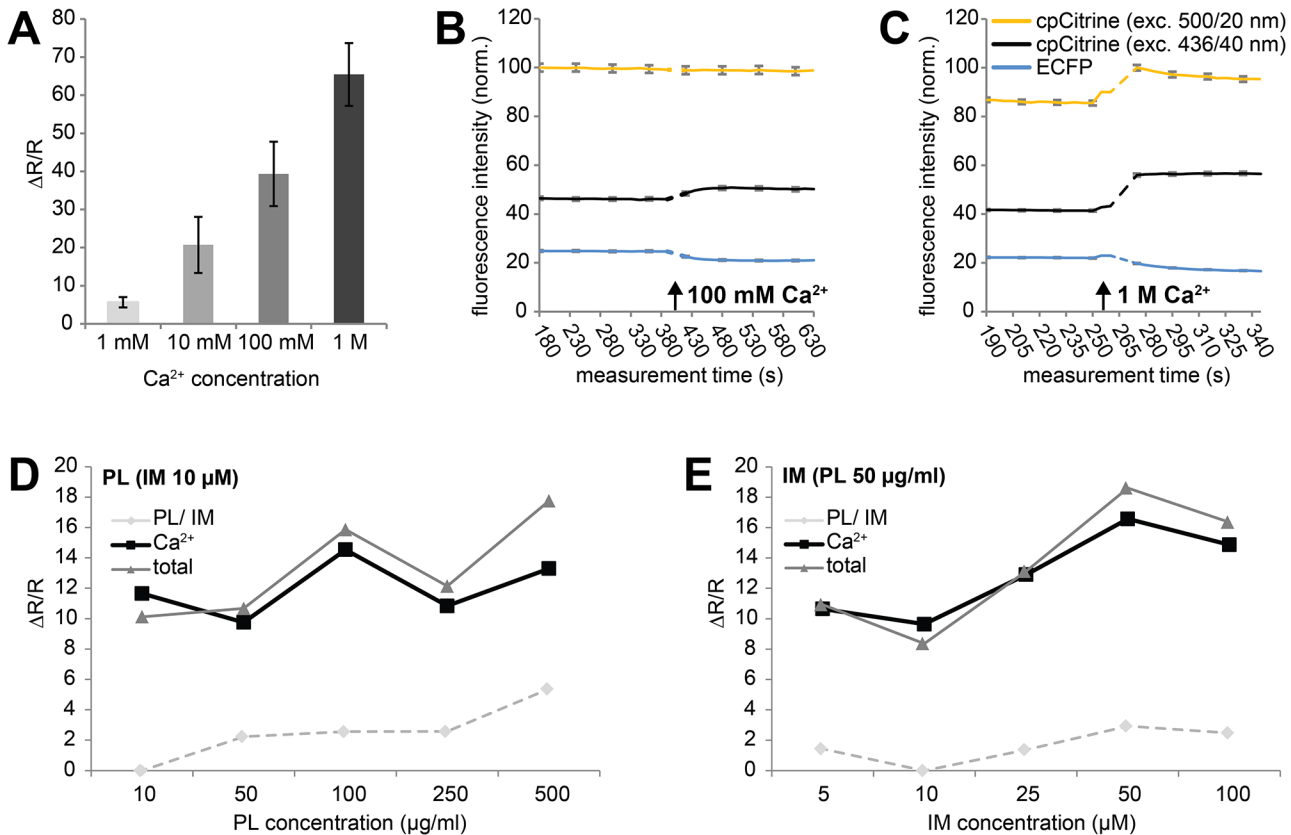 A
80
70
60
50
40
30
20
10
0
ΔR/R
1 mM
10 mM
100 mM
1 M
Ca²⁺ concentration
B
120
100
80
60
40
20
0
fluorescence intensity (norm.)
100 mM Ca²⁺
180
230
280
330
380
430
480
530
580
630
measurement time (s)
C
cpCitrine (exc. 500/20 nm)
cpCitrine (exc. 436/40 nm)
ECFP
120
100
80
60
40
20
0
fluorescence intensity (norm.)
1 M Ca²⁺
190
205
220
235
250
265
280
295
310
325
340
measurement time (s)
D
PL (IM 10 µM)
PL/ IM
Ca²⁺
total
20
18
16
14
12
10
8
6
4
2
0
ΔR/R
10
50
100
250
500
PL concentration (µg/ml)
E
IM (PL 50 µg/ml)
PL/ IM
Ca²⁺
total
20
18
16
14
12
10
8
6
4
2
0
ΔR/R
5
10
25
50
100
IM concentration (µM)